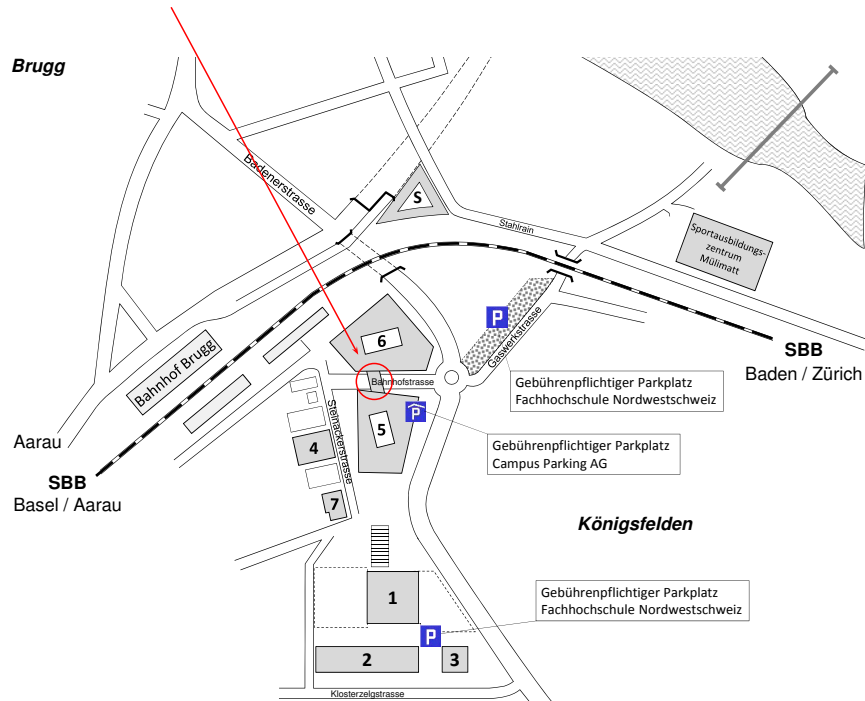 Brugg
Badenerstrasse
S
Stahlrain
Sportausbildungs-
zentrum
Mülimatt
Bahnhof Brugg
6
P
Gaswerkstrasse
SBB
Baden / Zürich
Bahnhofstrasse
Gebührenpflichtiger Parkplatz
Fachhochschule Nordwestschweiz
Steinackerstrasse
5
P
Aarau
4
Gebührenpflichtiger Parkplatz
Campus Parking AG
SBB
Basel / Aarau
7
Königsfelden
1
Gebührenpflichtiger Parkplatz
Fachhochschule Nordwestschweiz
P
2
3
Klosterzelgstrasse